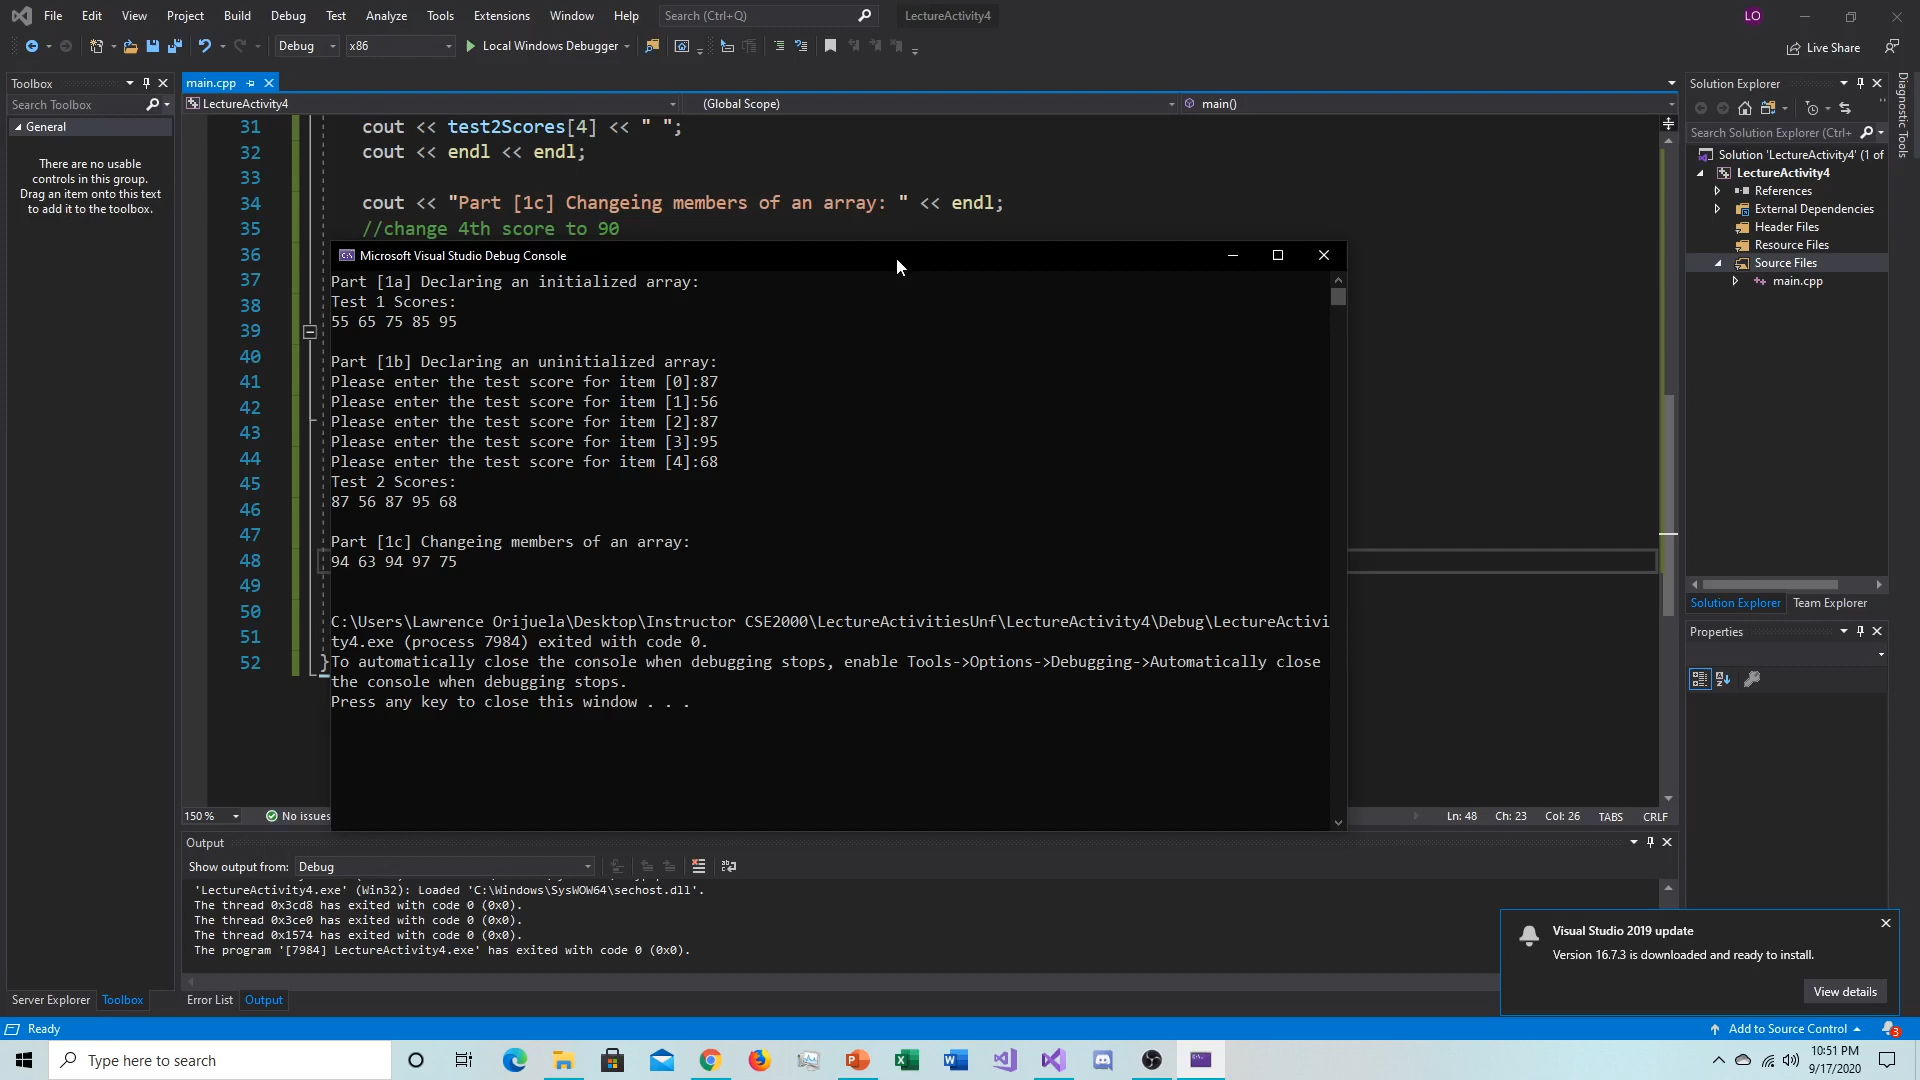 File Edit View Project Build Debug Test Analyze Tools Extensions Window Help Search (Ctrl+Q) LectureActivity4 LO
Debug x86 Local Windows Debugger Live Share
Toolbox
Search Toolbox
General
There are no usable
controls in this group.
Drag an item onto this text
to add it to the toolbox.
main.cpp
LectureActivity4 (Global Scope) main()
31 cout << test2Scores[4] << " ";
32 cout << endl << endl;
33
34 cout << "Part [1c] Changeing members of an array: " << endl;
35 //change 4th score to 90
36
37
38
39
40
41
42
43
44
45
46
47
48
49
50
51
52 }
Microsoft Visual Studio Debug Console
Part [1a] Declaring an initialized array:
Test 1 Scores:
55 65 75 85 95
Part [1b] Declaring an uninitialized array:
Please enter the test score for item [0]:87
Please enter the test score for item [1]:56
Please enter the test score for item [2]:87
Please enter the test score for item [3]:95
Please enter the test score for item [4]:68
Test 2 Scores:
87 56 87 95 68
Part [1c] Changeing members of an array:
94 63 94 97 75
C:\Users\Lawrence Orijuela\Desktop\Instructor CSE2000\LectureActivitiesUnf\LectureActivity4\Debug\LectureActivi
ty4.exe (process 7984) exited with code 0.
To automatically close the console when debugging stops, enable Tools->Options->Debugging->Automatically close
the console when debugging stops.
Press any key to close this window . . .
150 % No issues Ln: 48 Ch: 23 Col: 26 TABS CRLF
Output
Show output from: Debug
'LectureActivity4.exe' (Win32): Loaded 'C:\Windows\SysWOW64\sechost.dll'.
The thread 0x3cd8 has exited with code 0 (0x0).
The thread 0x3ce0 has exited with code 0 (0x0).
The thread 0x1574 has exited with code 0 (0x0).
The program '[7984] LectureActivity4.exe' has exited with code 0 (0x0).
Server Explorer Toolbox Error List Output
Solution Explorer
Search Solution Explorer (Ctrl+
Solution 'LectureActivity4' (1 of
LectureActivity4
References
External Dependencies
Header Files
Resource Files
Source Files
main.cpp
Solution Explorer Team Explorer
Properties
Diagnostic Tools
Visual Studio 2019 update
Version 16.7.3 is downloaded and ready to install.
View details
Ready Add to Source Control 3
Type here to search 10:51 PM
9/17/2020